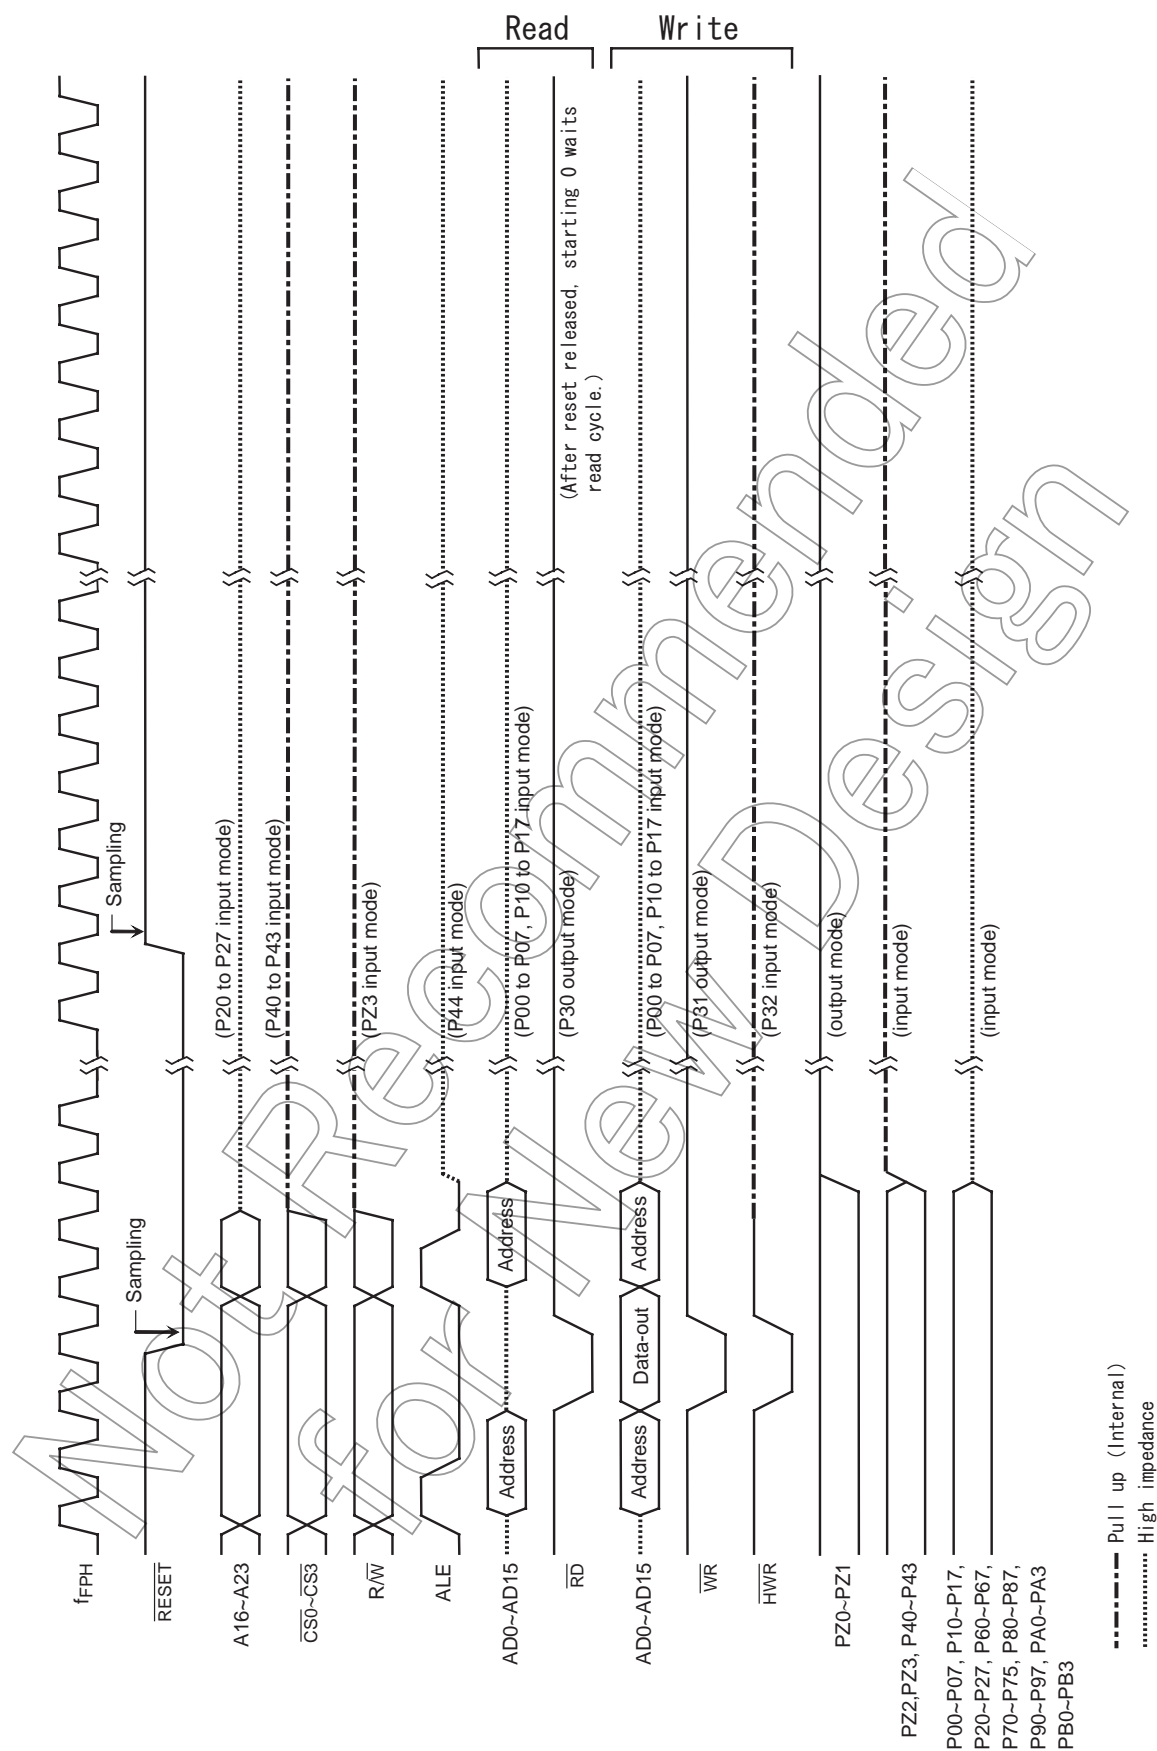 Read
Write
fFPH
RESET
A16~A23
CS0~CS3
R/W
ALE
AD0~AD15
RD
AD0~AD15
WR
HWR
PZ0~PZ1
PZ2,PZ3, P40~P43
P00~P07, P10~P17,
P20~P27, P60~P67,
P70~P75, P80~P87,
P90~P97, PA0~PA3
PB0~PB3
Sampling
Sampling
(P20 to P27 input mode)
(P40 to P43 input mode)
(PZ3 input mode)
(P44 input mode)
(P00 to P07, P10 to P17 input mode)
(P30 output mode)
(P00 to P07, P10 to P17 input mode)
(P31 output mode)
(P32 input mode)
(output mode)
(input mode)
(input mode)
Address
Address
Address
Data-out
Address
(After reset released, starting 0 waits
read cycle.)
Pull up (Internal)
High impedance
Not Recommended
for New Design